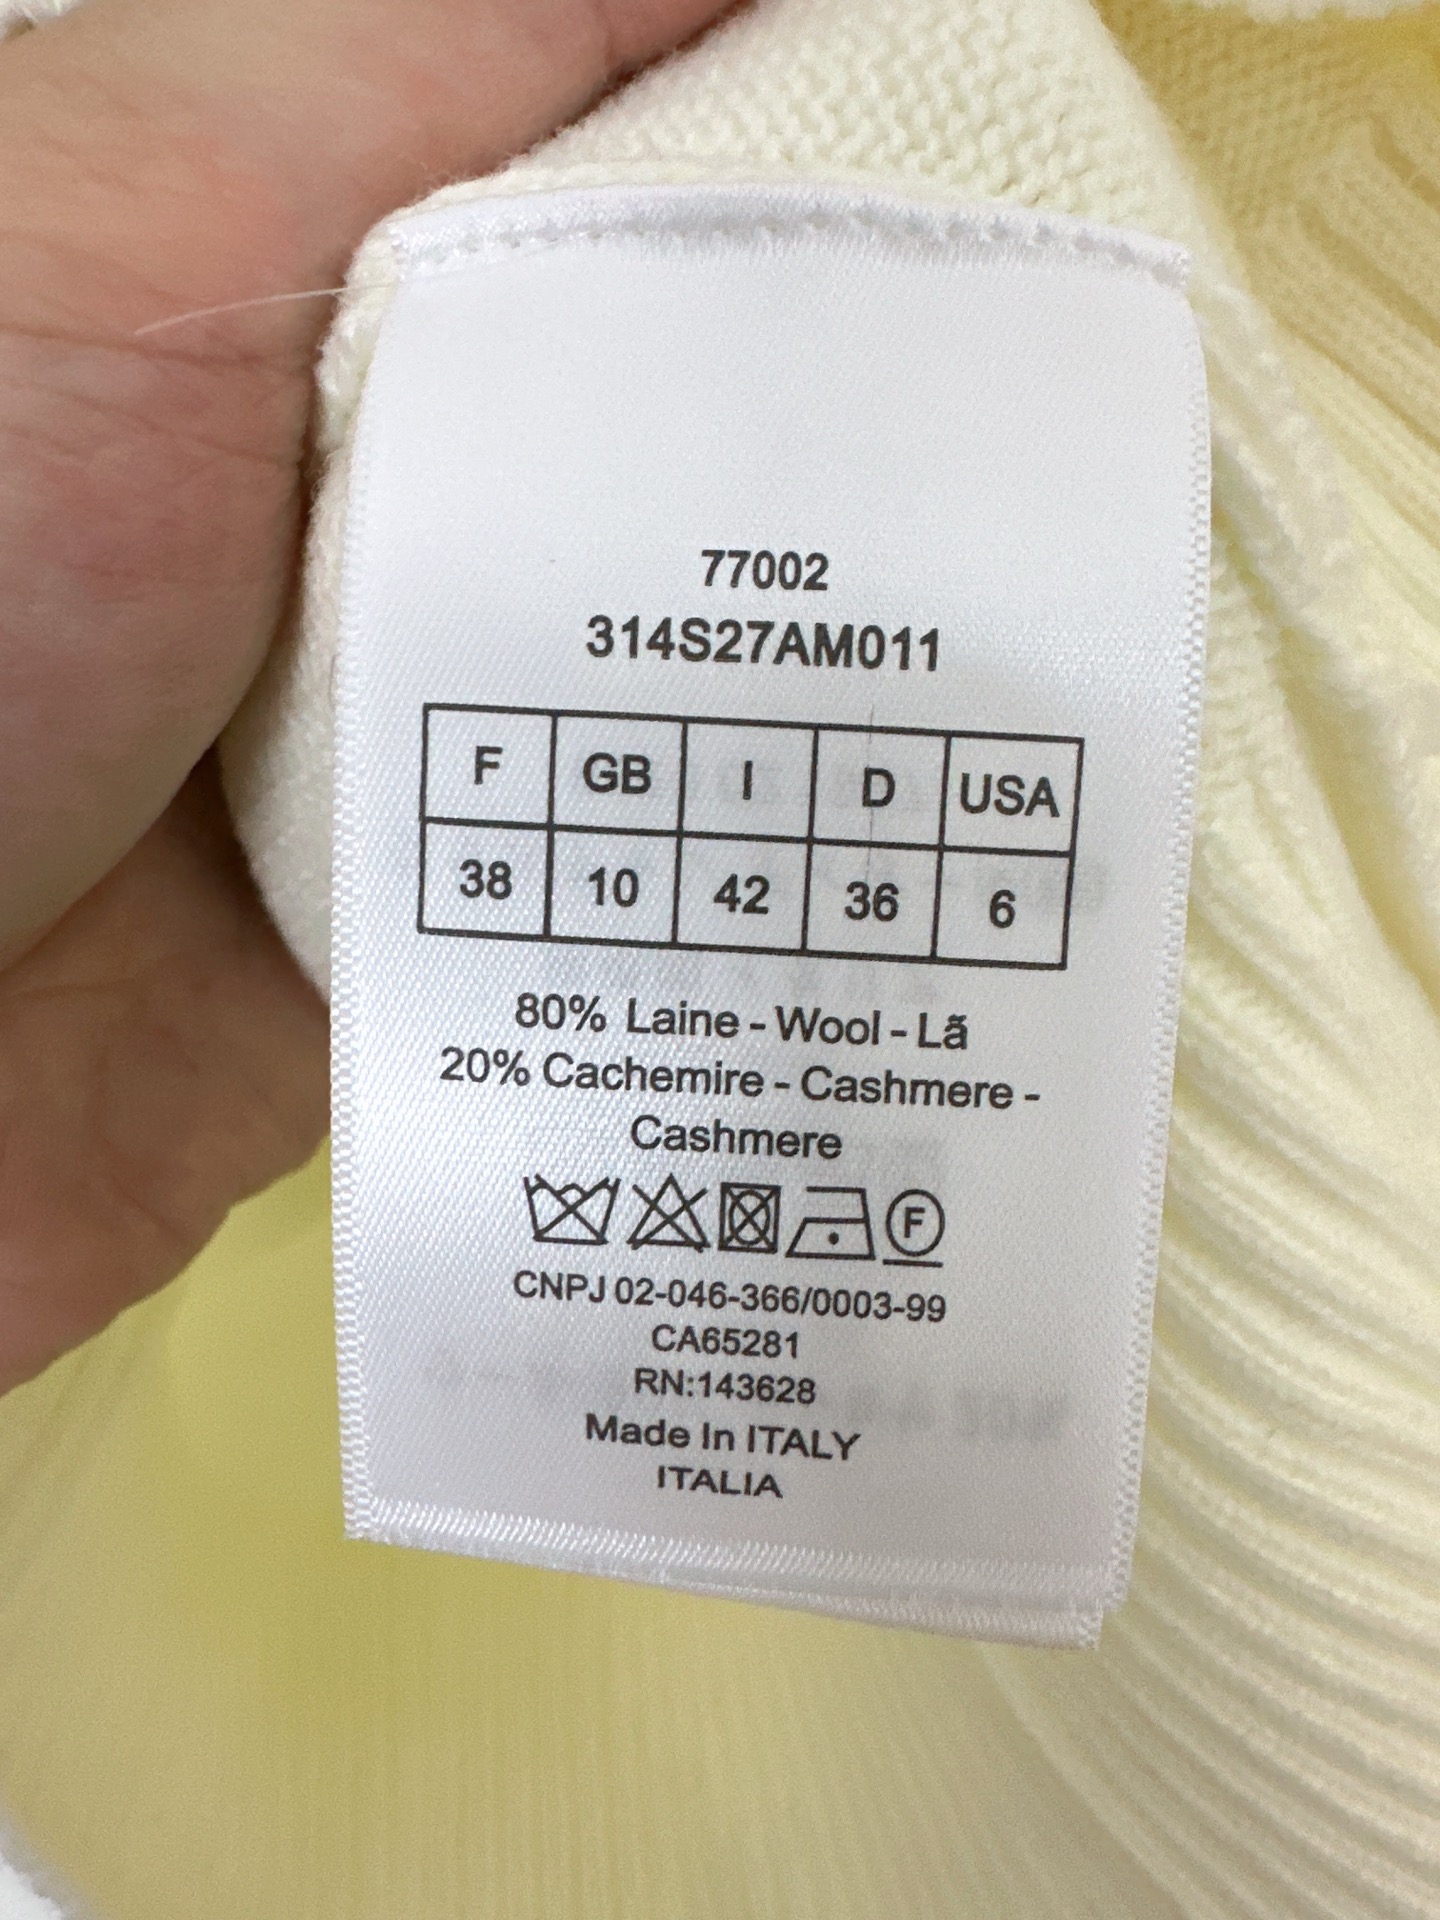 77002
314S27AM011
F GB I D USA
38 10 42 36 6
80% Laine - Wool - Lã
20% Cachemire - Cashmere -
Cashmere
F
CNPJ 02-046-366/0003-99
CA65281
RN:143628
Made In ITALY
ITALIA